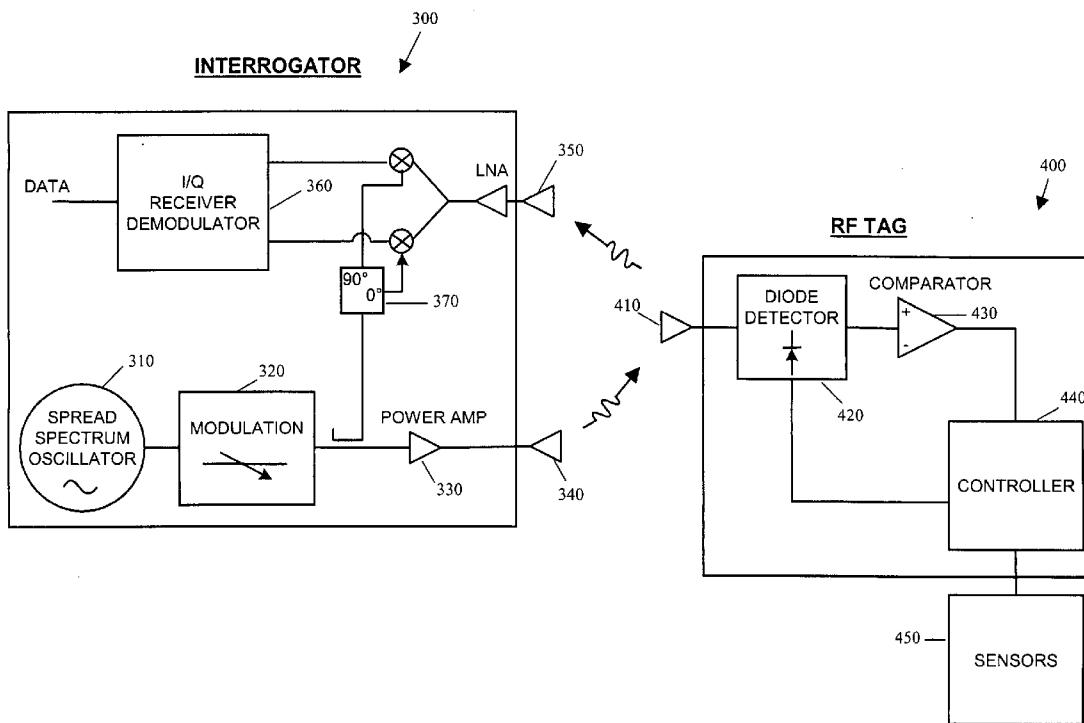 300
INTERROGATOR
DATA
I/Q
RECEIVER
DEMODULATOR
360
LNA
350
90°
0°
370
310
SPREAD
SPECTRUM
OSCILLATOR
320
MODULATION
POWER AMP
330
340
400
RF TAG
410
DIODE
DETECTOR
420
COMPARATOR
+
-
430
440
CONTROLLER
450
SENSORS